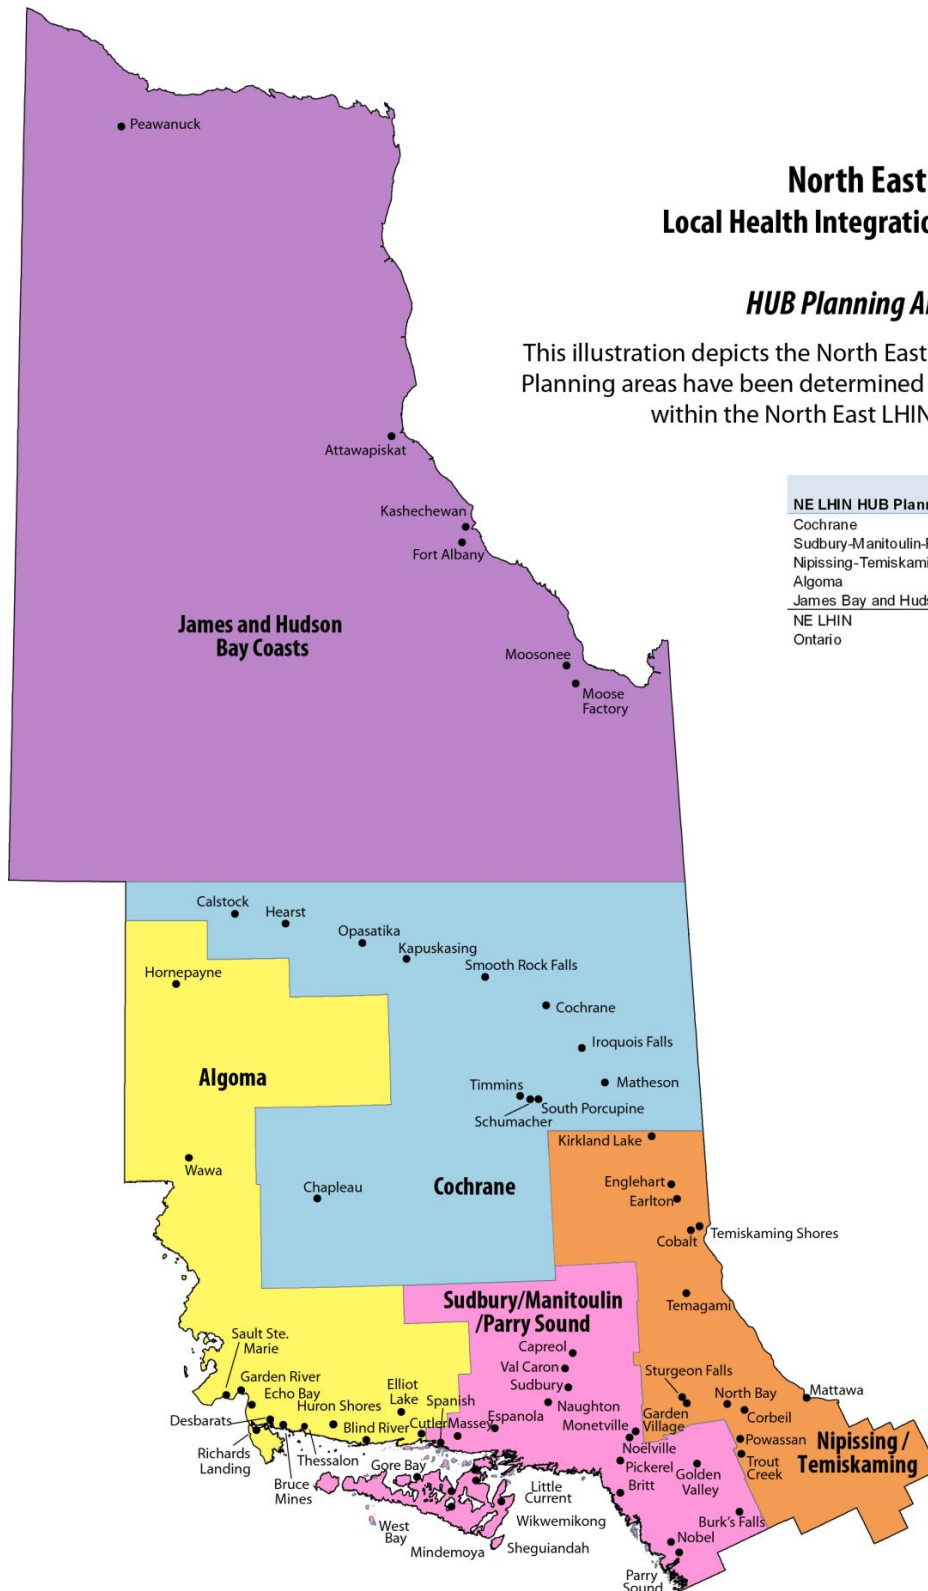 North East
Local Health Integratio
HUB Planning A
This illustration depicts the North East
Planning areas have been determined
within the North East LHIN
NE LHIN HUB Plann
Cochrane
Sudbury-Manitoulin-P
Nipissing-Temiskami
Algoma
James Bay and Huds
NE LHIN
Ontario
Peawanuck
Attawapiskat
Kashechewan
Fort Albany
James and Hudson
Bay Coasts
Moosonee
Moose
Factory
Calstock
Hearst
Opasatika
Kapuskasing
Smooth Rock Falls
Hornepayne
Cochrane
Iroquois Falls
Algoma
Timmins
Matheson
Schumacher
South Porcupine
Kirkland Lake
Wawa
Chapleau
Cochrane
Englehart
Earlton
Cobalt
Temiskaming Shores
Temagami
Sudbury/Manitoulin
/Parry Sound
Sault Ste.
Marie
Capreol
Val Caron
Sudbury
Sturgeon Falls
Garden River
Echo Bay
Elliot
Lake
Spanish
Naughton
North Bay
Mattawa
Desbarats
Huron Shores
Espanola
Garden
Village
Corbeil
Blind River
Cutler
Massey
Monetville
Noëlville
Powassan
Nipissing /
Temiskaming
Richards
Landing
Thessalon
Gore Bay
Pickerel
Golden
Valley
Trout
Creek
Bruce
Mines
Little
Current
Britt
West
Bay
Wikwemikong
Burk's Falls
Mindemoya
Sheguiandah
Nobel
Parry
Sound